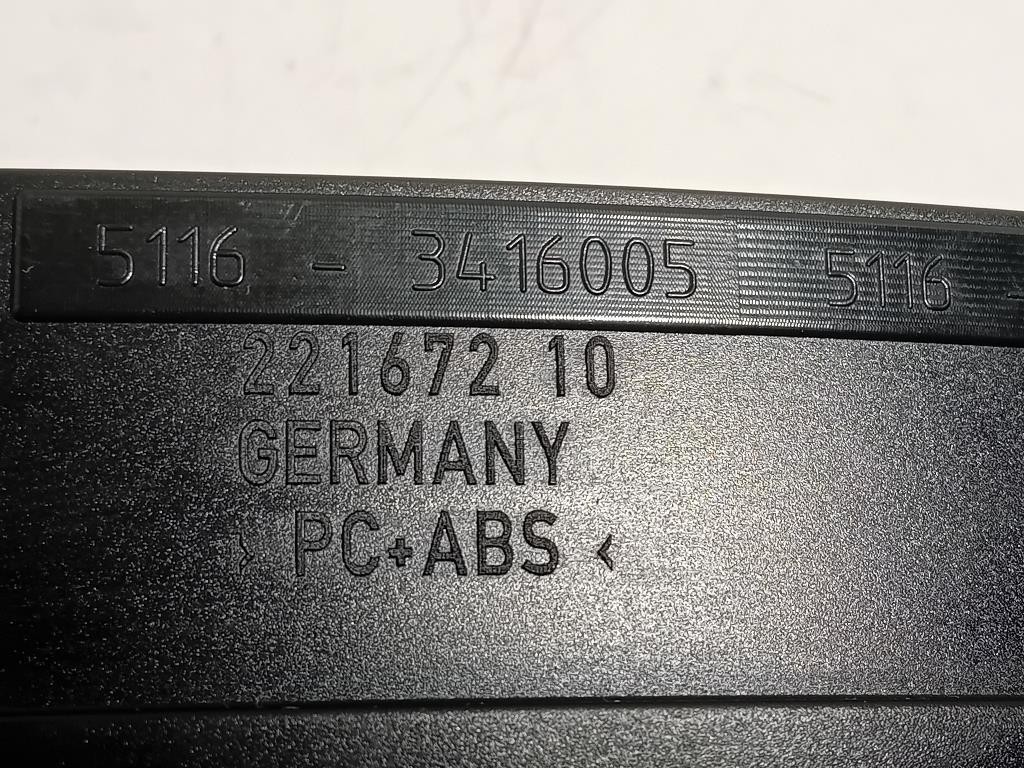 5116 - 3416005 5116 -
221672 10
GERMANY
> PC+ABS <